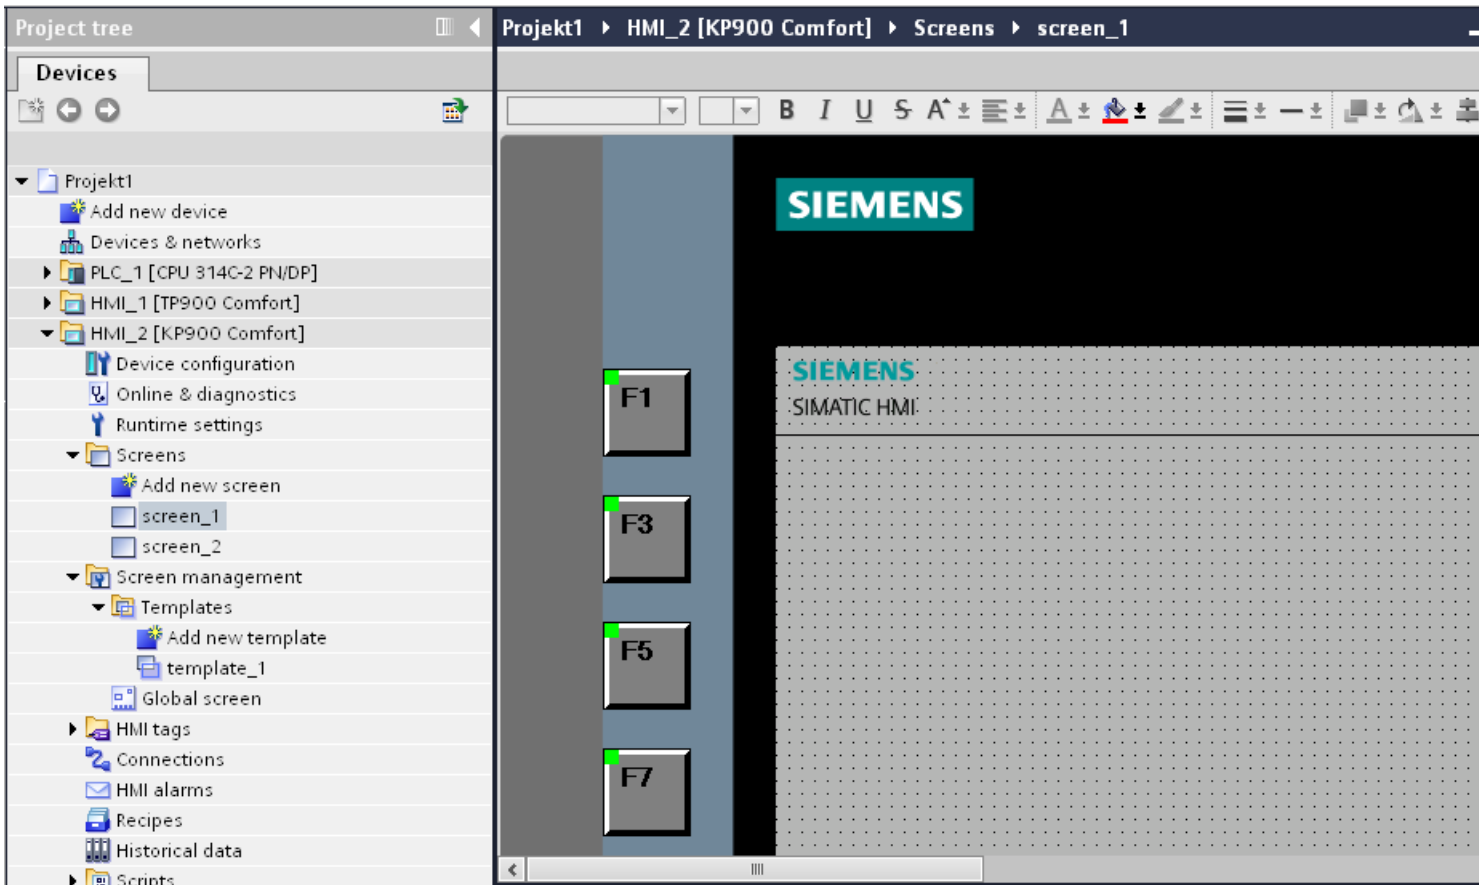 Project tree
Projekt1 HMI_2 [KP900 Comfort] Screens screen_1
Devices
B I U S A A
Projekt1
Add new device
Devices & networks
PLC_1 [CPU 314C-2 PN/DP]
HMI_1 [TP900 Comfort]
HMI_2 [KP900 Comfort]
Device configuration
Online & diagnostics
Runtime settings
Screens
Add new screen
screen_1
screen_2
Screen management
Templates
Add new template
template_1
Global screen
HMI tags
Connections
HMI alarms
Recipes
Historical data
Scripts
SIEMENS
SIEMENS
SIMATIC HMI
F1
F3
F5
F7